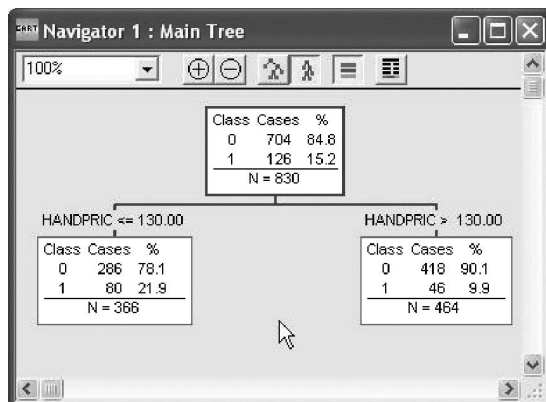 CART Navigator 1 : Main Tree
100%
Class Cases %
0 704 84.8
1 126 15.2
N = 830
HANDPRIC <= 130.00
HANDPRIC > 130.00
Class Cases %
0 286 78.1
1 80 21.9
N = 366
Class Cases %
0 418 90.1
1 46 9.9
N = 464